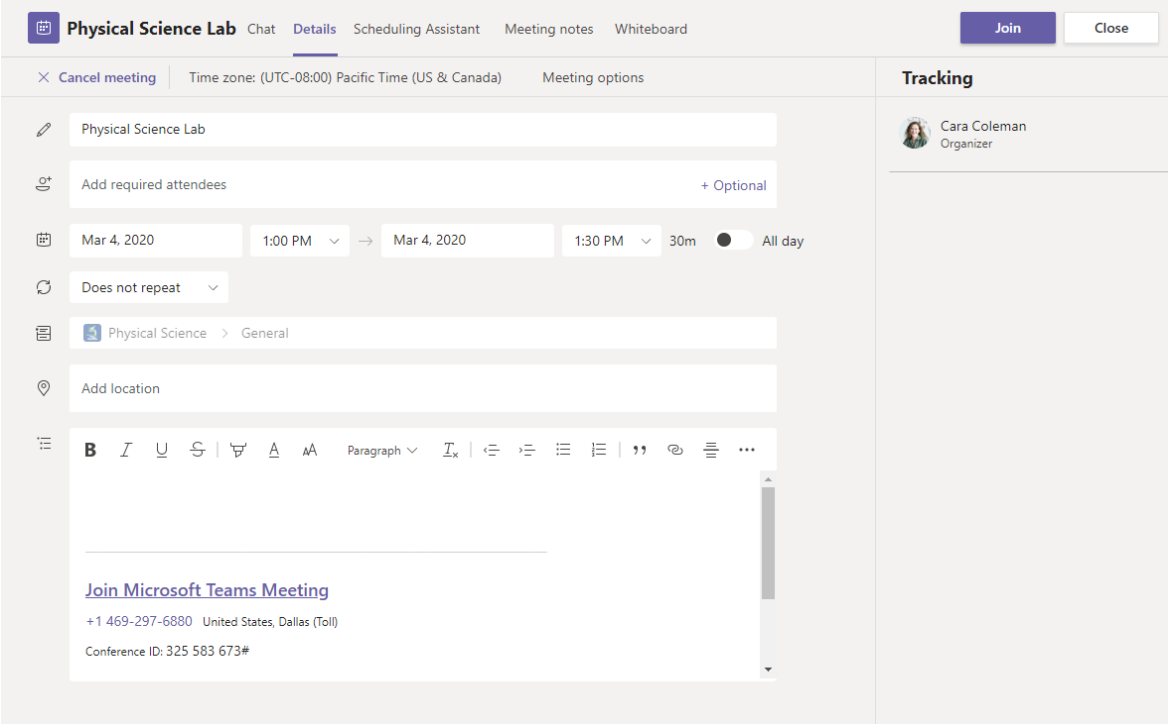 Physical Science Lab Chat Details Scheduling Assistant Meeting notes Whiteboard Join Close
Cancel meeting Time zone: (UTC-08:00) Pacific Time (US & Canada) Meeting options
Tracking
Cara Coleman
Organizer
Physical Science Lab
Add required attendees + Optional
Mar 4, 2020 1:00 PM → Mar 4, 2020 1:30 PM 30m All day
Does not repeat
Physical Science > General
Add location
B I U S A AA Paragraph Tx
Join Microsoft Teams Meeting
+1 469-297-6880 United States, Dallas (Toll)
Conference ID: 325 583 673#